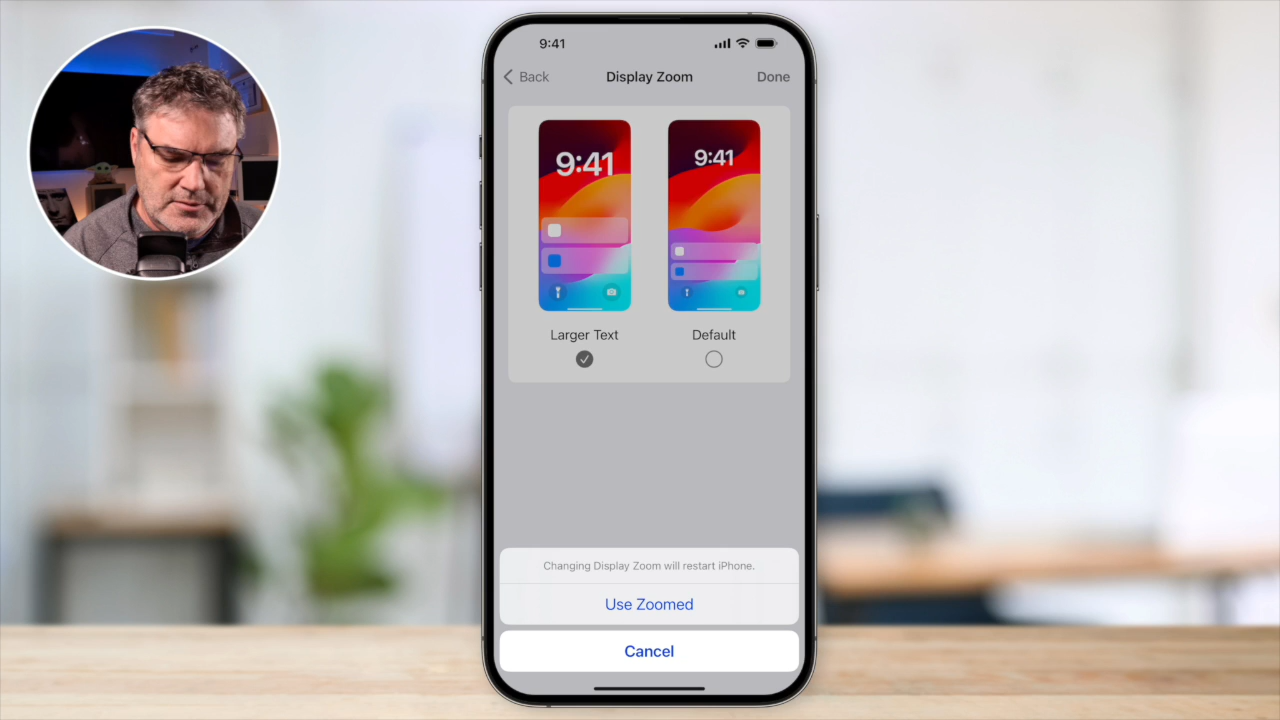 9:41
Back
Display Zoom
Done
9:41
9:41
Larger Text
Default
Changing Display Zoom will restart iPhone.
Use Zoomed
Cancel